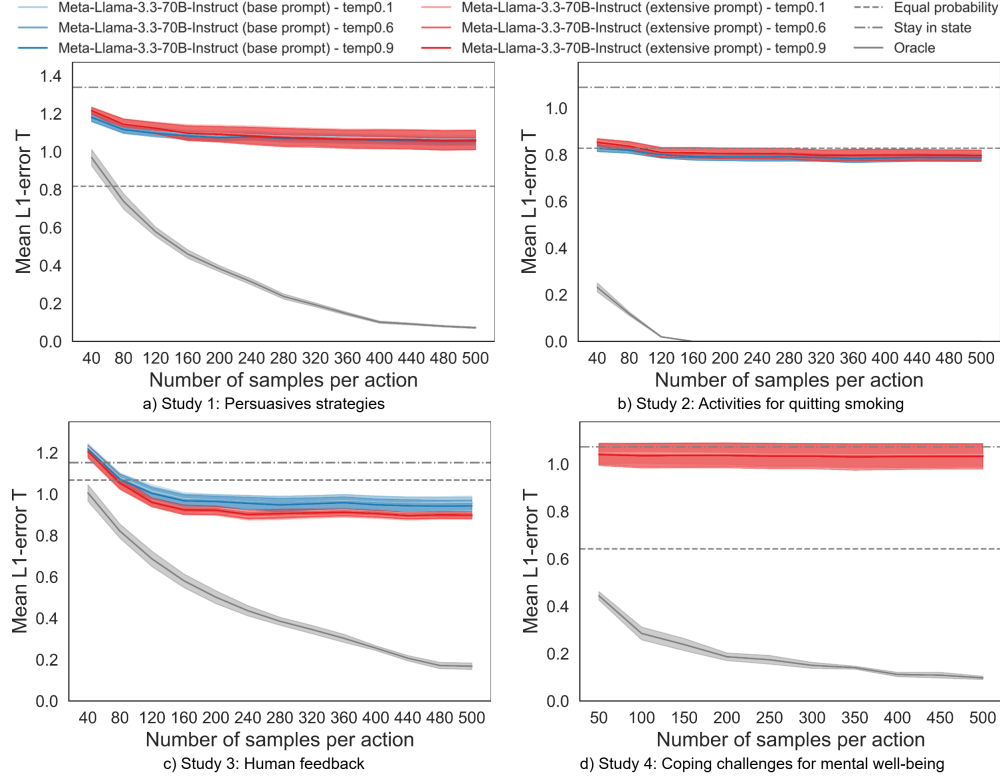 Meta-Llama-3.3-70B-Instruct (base prompt) - temp0.1 Meta-Llama-3.3-70B-Instruct (extensive prompt) - temp0.1 Equal probability
Meta-Llama-3.3-70B-Instruct (base prompt) - temp0.6 Meta-Llama-3.3-70B-Instruct (extensive prompt) - temp0.6 Stay in state
Meta-Llama-3.3-70B-Instruct (base prompt) - temp0.9 Meta-Llama-3.3-70B-Instruct (extensive prompt) - temp0.9 Oracle
Mean L1-error T
1.4
1.2
1.0
0.8
0.6
0.4
0.2
0.0
40 80 120 160 200 240 280 320 360 400 440 480 500
Number of samples per action
a) Study 1: Persuasives strategies
Mean L1-error T
1.0
0.8
0.6
0.4
0.2
0.0
40 80 120 160 200 240 280 320 360 400 440 480 500
Number of samples per action
b) Study 2: Activities for quitting smoking
Mean L1-error T
1.2
1.0
0.8
0.6
0.4
0.2
0.0
40 80 120 160 200 240 280 320 360 400 440 480 500
Number of samples per action
c) Study 3: Human feedback
Mean L1-error T
1.0
0.8
0.6
0.4
0.2
0.0
50 100 150 200 250 300 350 400 450 500
Number of samples per action
d) Study 4: Coping challenges for mental well-being